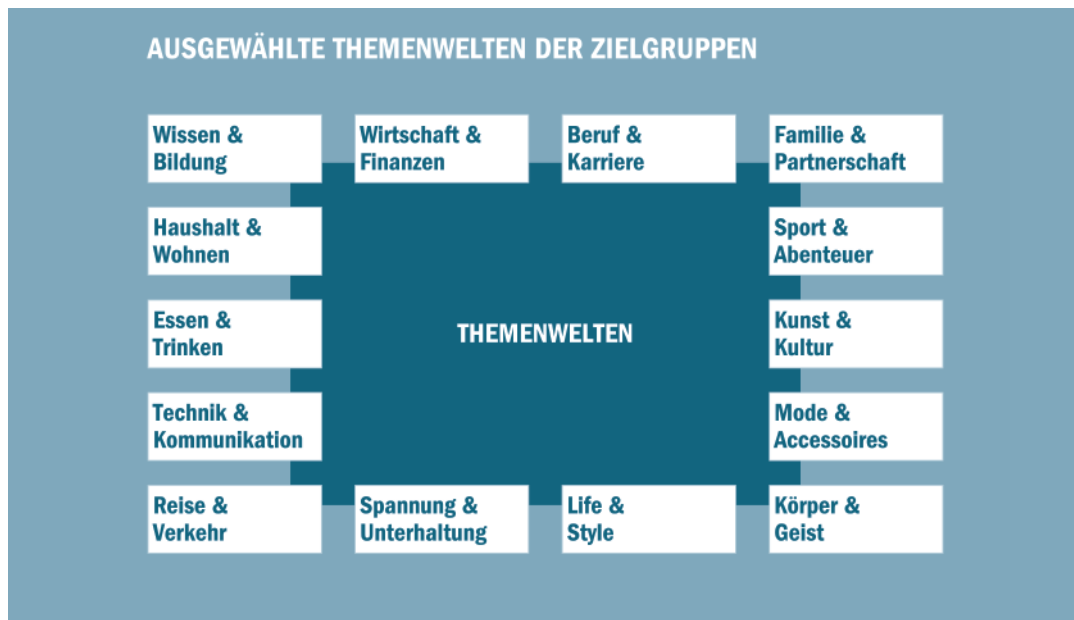 AUSGEWÄHLTE THEMENWELTEN DER ZIELGRUPPEN
Wissen &
Bildung
Wirtschaft &
Finanzen
Beruf &
Karriere
Familie &
Partnerschaft
Haushalt &
Wohnen
Sport &
Abenteuer
Essen &
Trinken
THEMENWELTEN
Kunst &
Kultur
Technik &
Kommunikation
Mode &
Accessoires
Reise &
Verkehr
Spannung &
Unterhaltung
Life &
Style
Körper &
Geist